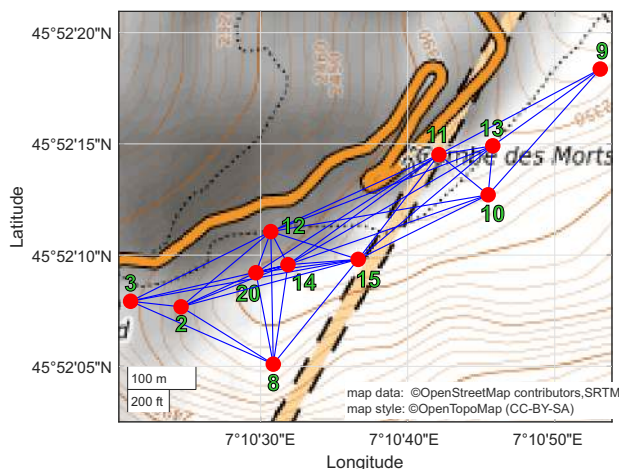 45°52'20"N
9
2450
2350
11
13
Combe des Morts
45°52'15"N
10
Latitude
12
45°52'10"N
3
14
15
20
2
d
8
45°52'05"N
100 m
200 ft
map data: ©OpenStreetMap contributors,SRTM
map style: ©OpenTopoMap (CC-BY-SA)
7°10'30"E
7°10'40"E
7°10'50"E
Longitude